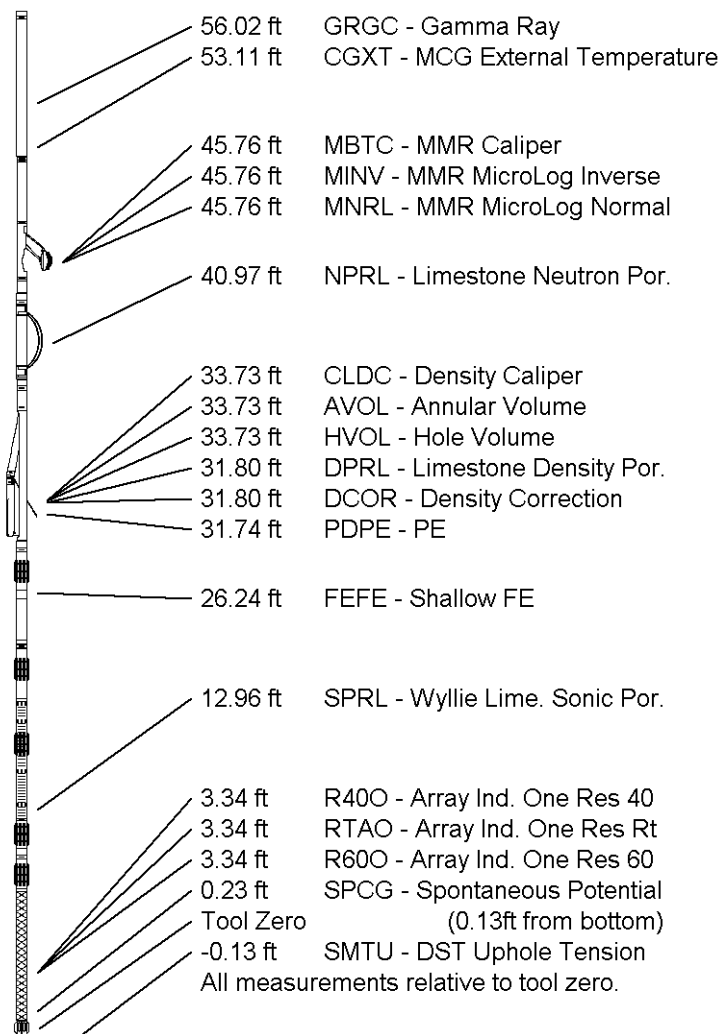 56.02 ft GRGC - Gamma Ray
53.11 ft CGXT - MCG External Temperature
45.76 ft MBTC - MMR Caliper
45.76 ft MINV - MMR MicroLog Inverse
45.76 ft MNRL - MMR MicroLog Normal
40.97 ft NPRL - Limestone Neutron Por.
33.73 ft CLDC - Density Caliper
33.73 ft AVOL - Annular Volume
33.73 ft HVOL - Hole Volume
31.80 ft DPRL - Limestone Density Por.
31.80 ft DCOR - Density Correction
31.74 ft PDPE - PE
26.24 ft FEFE - Shallow FE
12.96 ft SPRL - Wyllie Lime. Sonic Por.
3.34 ft R40O - Array Ind. One Res 40
3.34 ft RTAO - Array Ind. One Res Rt
3.34 ft R60O - Array Ind. One Res 60
0.23 ft SPCG - Spontaneous Potential
Tool Zero (0.13ft from bottom)
-0.13 ft SMTU - DST Uphole Tension
All measurements relative to tool zero.